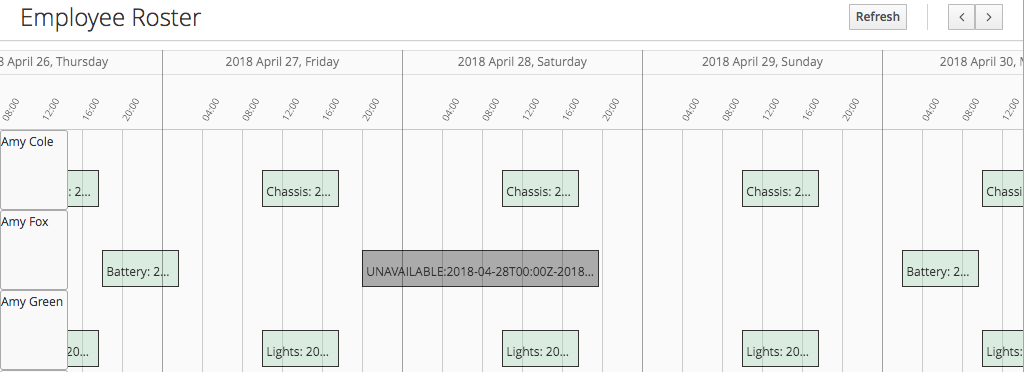 Employee Roster
Refresh
8 April 26, Thursday 2018 April 27, Friday 2018 April 28, Saturday 2018 April 29, Sunday 2018 April 30, M
08:00 12:00 16:00 20:00 04:00 08:00 12:00 16:00 20:00 04:00 08:00 12:00 16:00 20:00 04:00 08:00 12:00 16:00 20:00 04:00 08:00 12:00
Amy Cole
: 2... Chassis: 2... Chassis: 2... Chassis: 2... Chassi
Amy Fox
Battery: 2... UNAVAILABLE:2018-04-28T00:00Z-2018... Battery: 2...
Amy Green
20... Lights: 20... Lights: 20... Lights: 20... Lights: